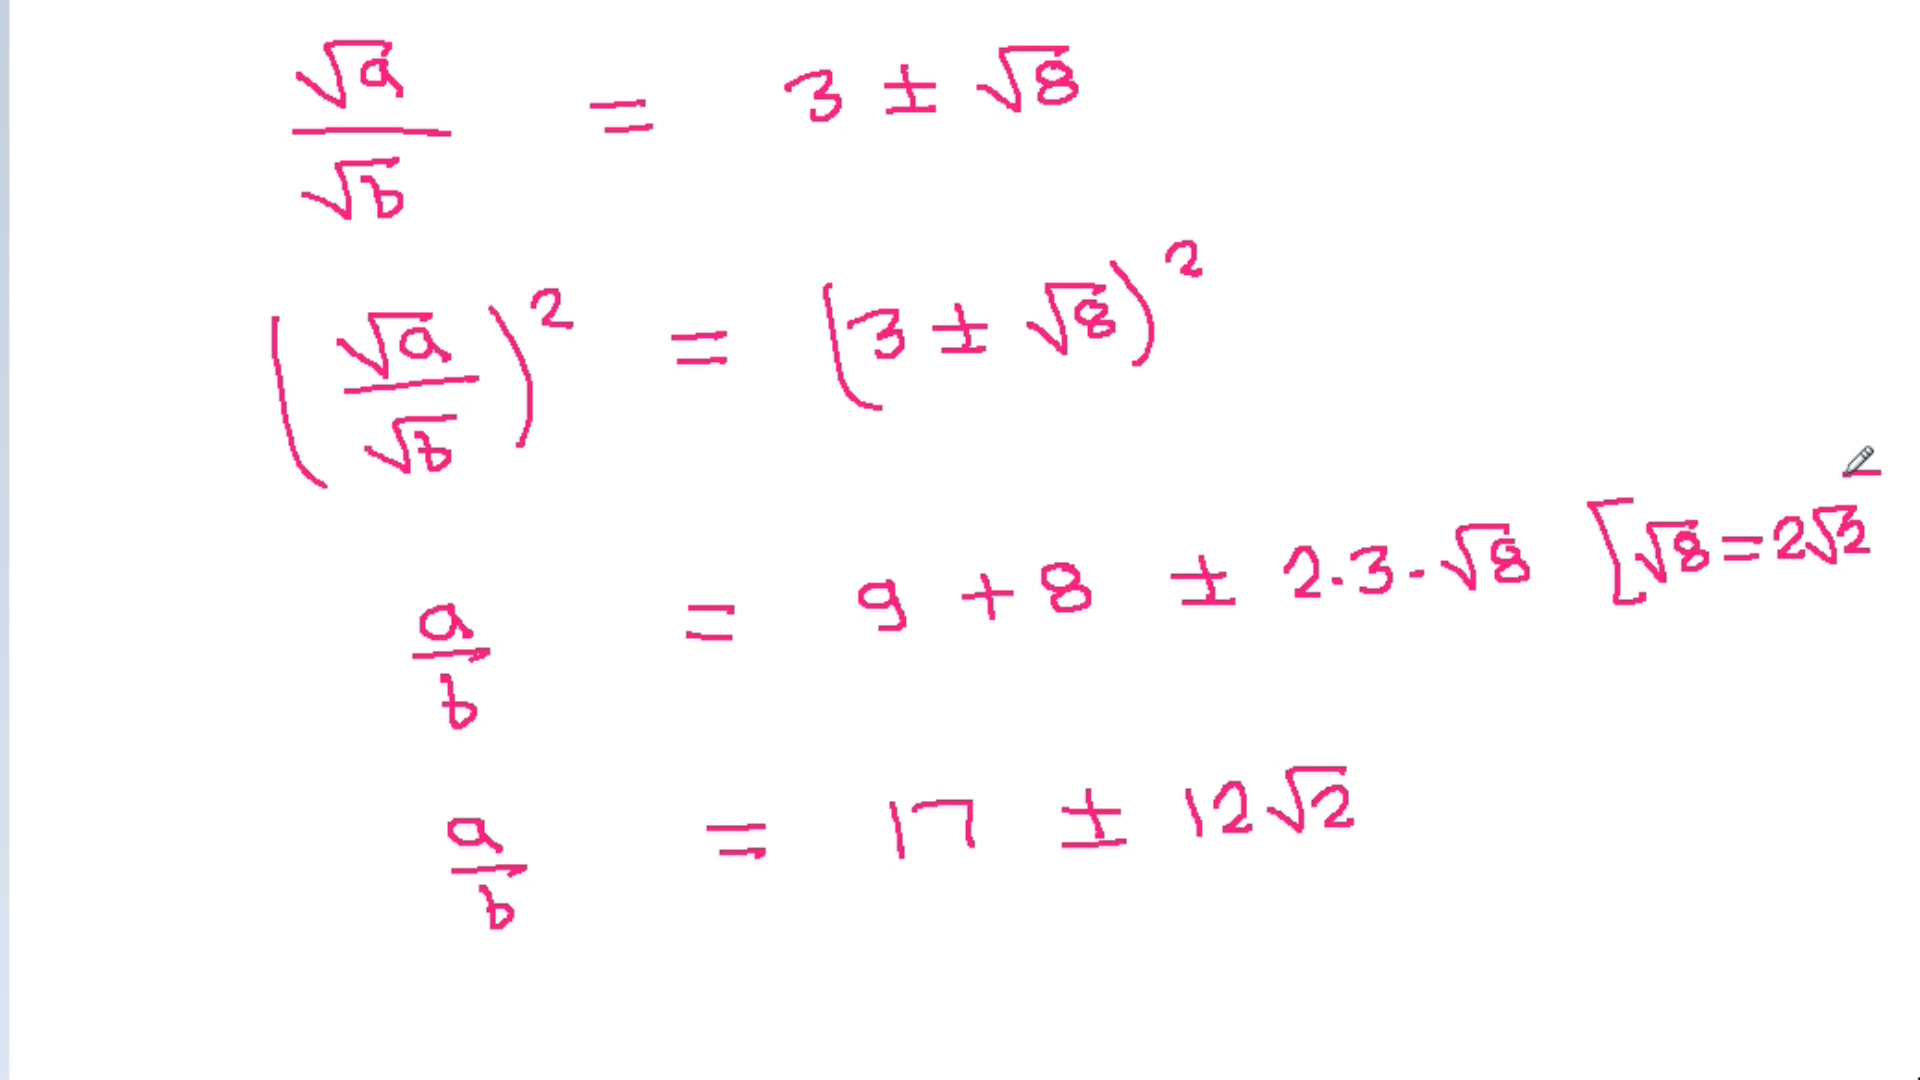 √a/√b = 3 ± √8
(√a/√b)² = (3 ± √8)²
a/b = 9 + 8 ± 2·3·√8 [√8 = 2√2
a/b = 17 ± 12√2